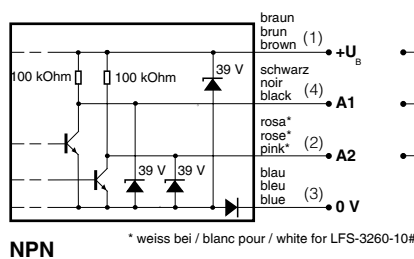 braun
brun
brown (1) +UB
100 kOhm 100 kOhm 39 V
schwarz
noir
black (4) A1
rosa*
rose*
pink* (2) A2
39 V 39 V
blau
bleu
blue (3) 0 V
* weiss bei / blanc pour / white for LFS-3260-10#
NPN